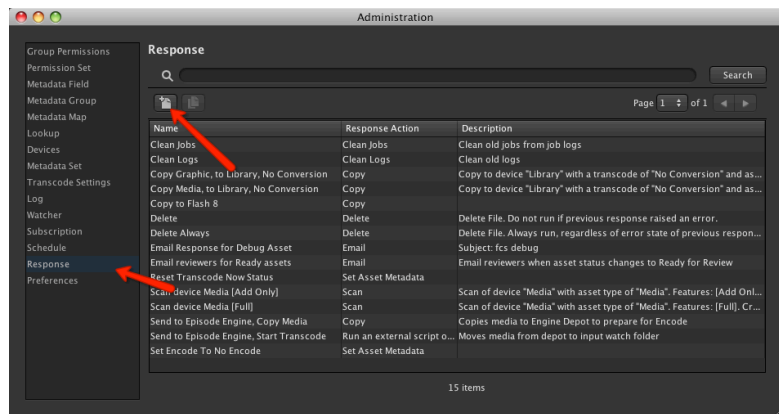 Administration
Group Permissions
Permission Set
Metadata Field
Metadata Group
Metadata Map
Lookup
Devices
Metadata Set
Transcode Settings
Log
Watcher
Subscription
Schedule
Response
Preferences
Response
Search
Page 1 of 1
Name Response Action Description
Clean Jobs Clean Jobs Clean old jobs from job logs
Clean Logs Clean Logs Clean old logs
Copy Graphic, to Library, No Conversion Copy Copy to device "Library" with a transcode of "No Conversion" and as...
Copy Media, to Library, No Conversion Copy Copy to device "Library" with a transcode of "No Conversion" and as...
Copy to Flash 8 Copy
Delete Delete Delete File. Do not run if previous response raised an error.
Delete Always Delete Delete File. Always run, regardless of error state of previous respon...
Email Response for Debug Asset Email Subject: fcs debug
Email reviewers for Ready assets Email Email reviewers when asset status changes to Ready for Review
Reset Transcode Now Status Set Asset Metadata
Scan device Media [Add Only] Scan Scan of device "Media" with asset type of "Media". Features: [Add Onl...
Scan device Media [Full] Scan Scan of device "Media" with asset type of "Media". Features: [Full]. Cr...
Send to Episode Engine, Copy Media Copy Copies media to Engine Depot to prepare for Encode
Send to Episode Engine, Start Transcode Run an external script o... Moves media from depot to input watch folder
Set Encode To No Encode Set Asset Metadata
15 items